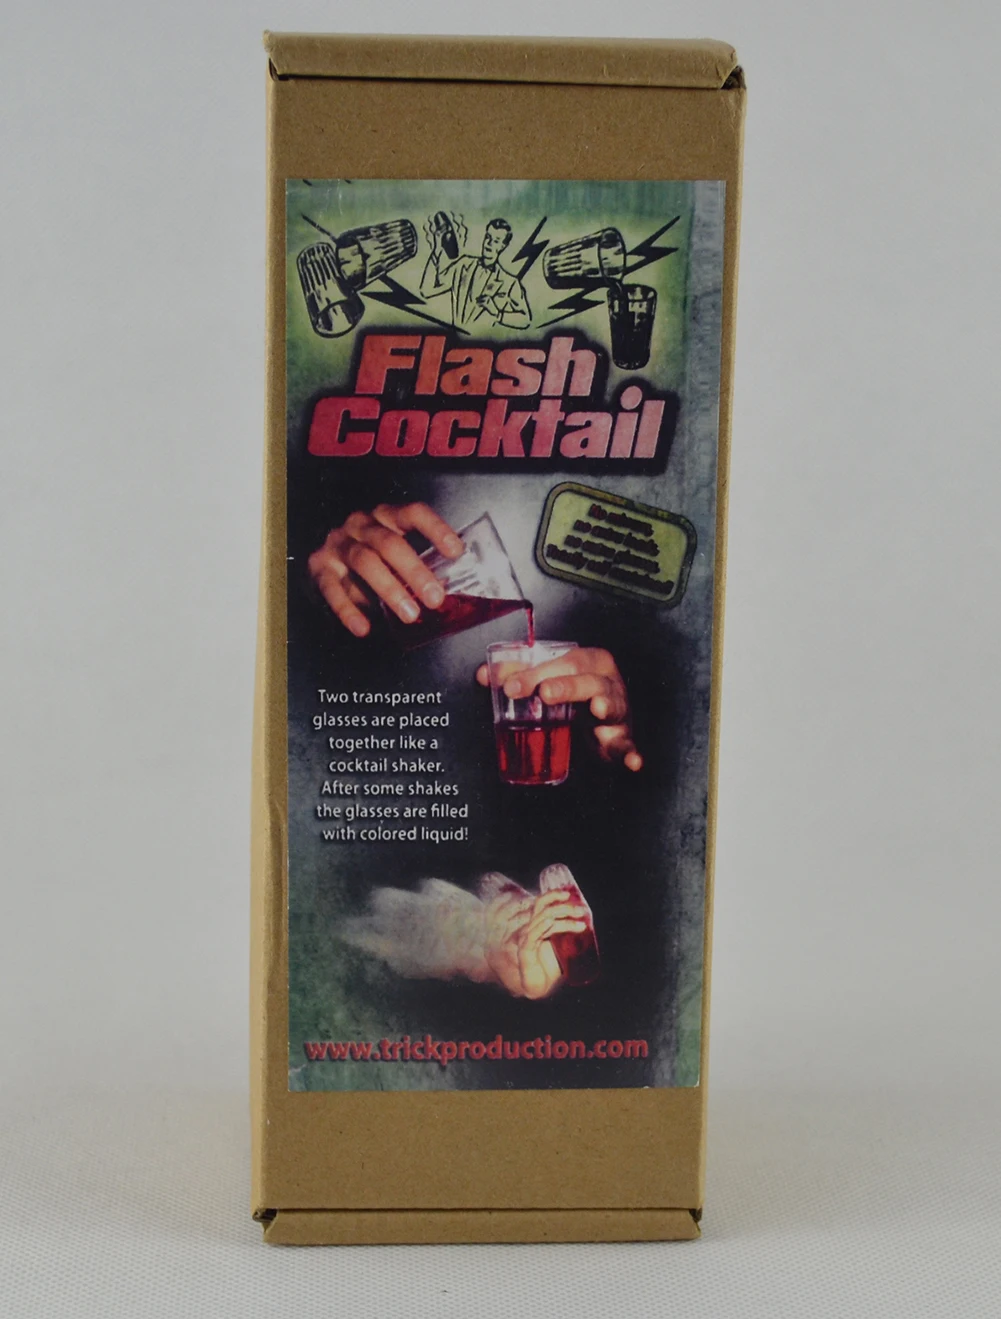 Flash
Cocktail
Two transparent
glasses are placed
together like a
cocktail shaker.
After some shakes
the glasses are filled
with colored liquid!
www.trickproduction.com